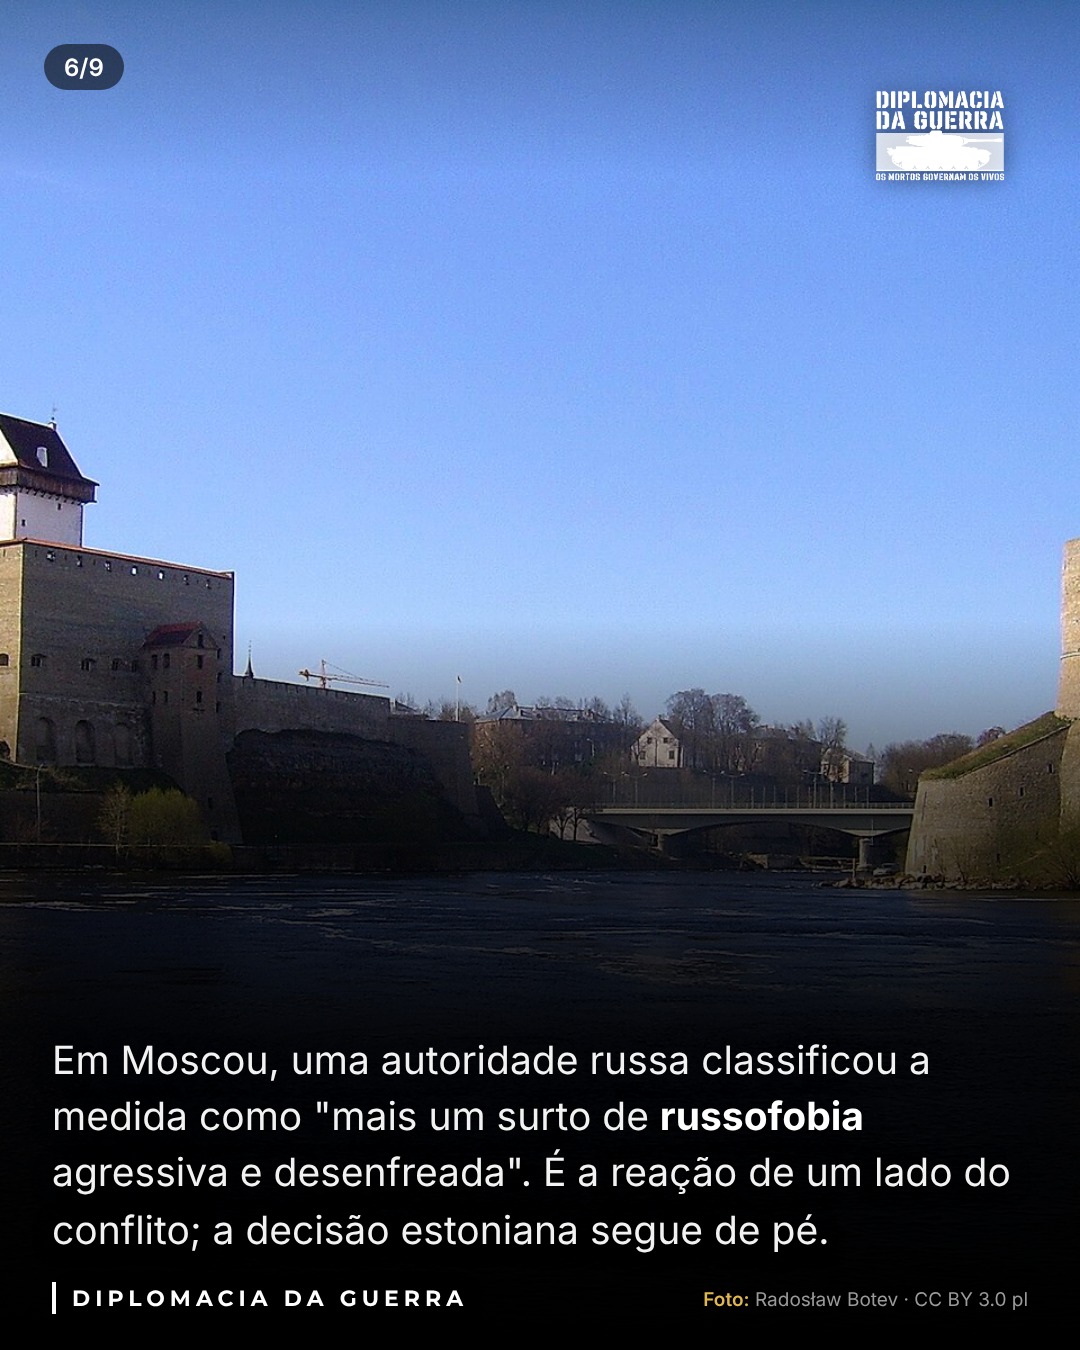 6/9
DIPLOMACIA
DA GUERRA
OS MORTOS GOVERNAM OS VIVOS
Em Moscou, uma autoridade russa classificou a
medida como "mais um surto de russofobia
agressiva e desenfreada". É a reação de um lado do
conflito; a decisão estoniana segue de pé.
DIPLOMACIA DA GUERRA
Foto: Radosław Botev · CC BY 3.0 pl